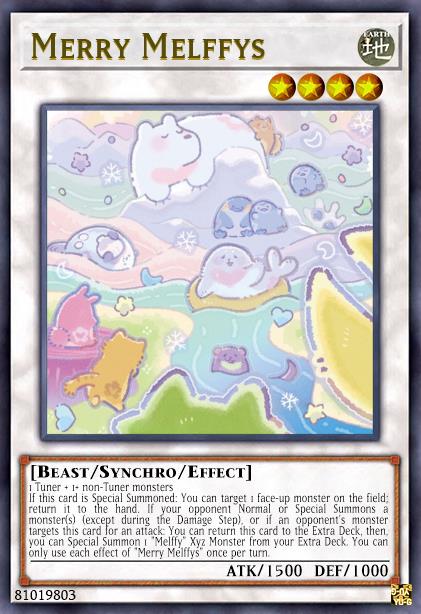 MERRY MELFFYS
EARTH
地
[BEAST/SYNCHRO/EFFECT]
1 Tuner + 1+ non-Tuner monsters
If this card is Special Summoned: You can target 1 face-up monster on the field;
return it to the hand. If your opponent Normal or Special Summons a
monster(s) (except during the Damage Step), or if an opponent's monster
targets this card for an attack: You can return this card to the Extra Deck, then,
you can Special Summon 1 "Melffy" Xyz Monster from your Extra Deck. You can
only use each effect of "Merry Melffys" once per turn.
ATK/1500 DEF/1000
81019803